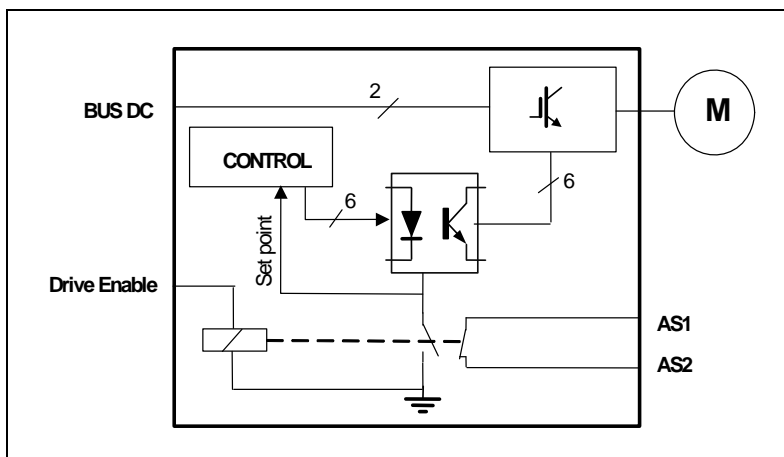 BUS DC
2
M
CONTROL
6
6
Set point
Drive Enable
AS1
AS2